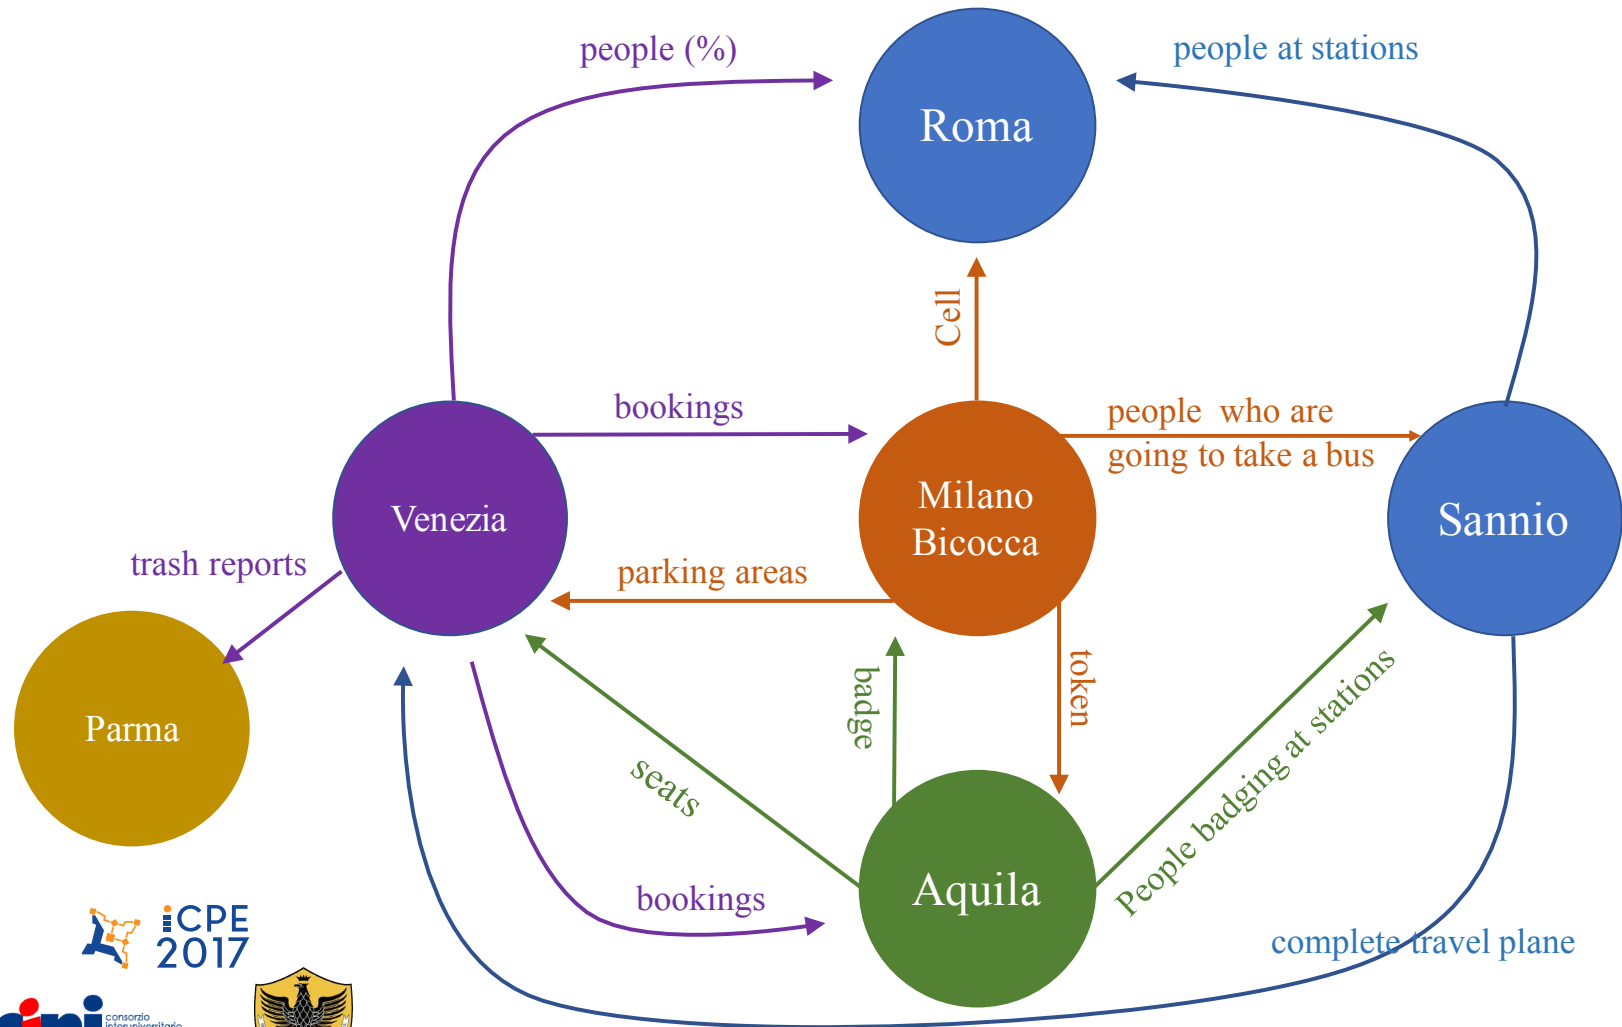 people (%)
people at stations
Roma
Cell
bookings
people who are
going to take a bus
Venezia
Milano
Bicocca
Sannio
trash reports
parking areas
Parma
badge
token
seats
People badging at stations
bookings
Aquila
complete travel plane
iCPE
2017
cini
consorzio
interuniversitario